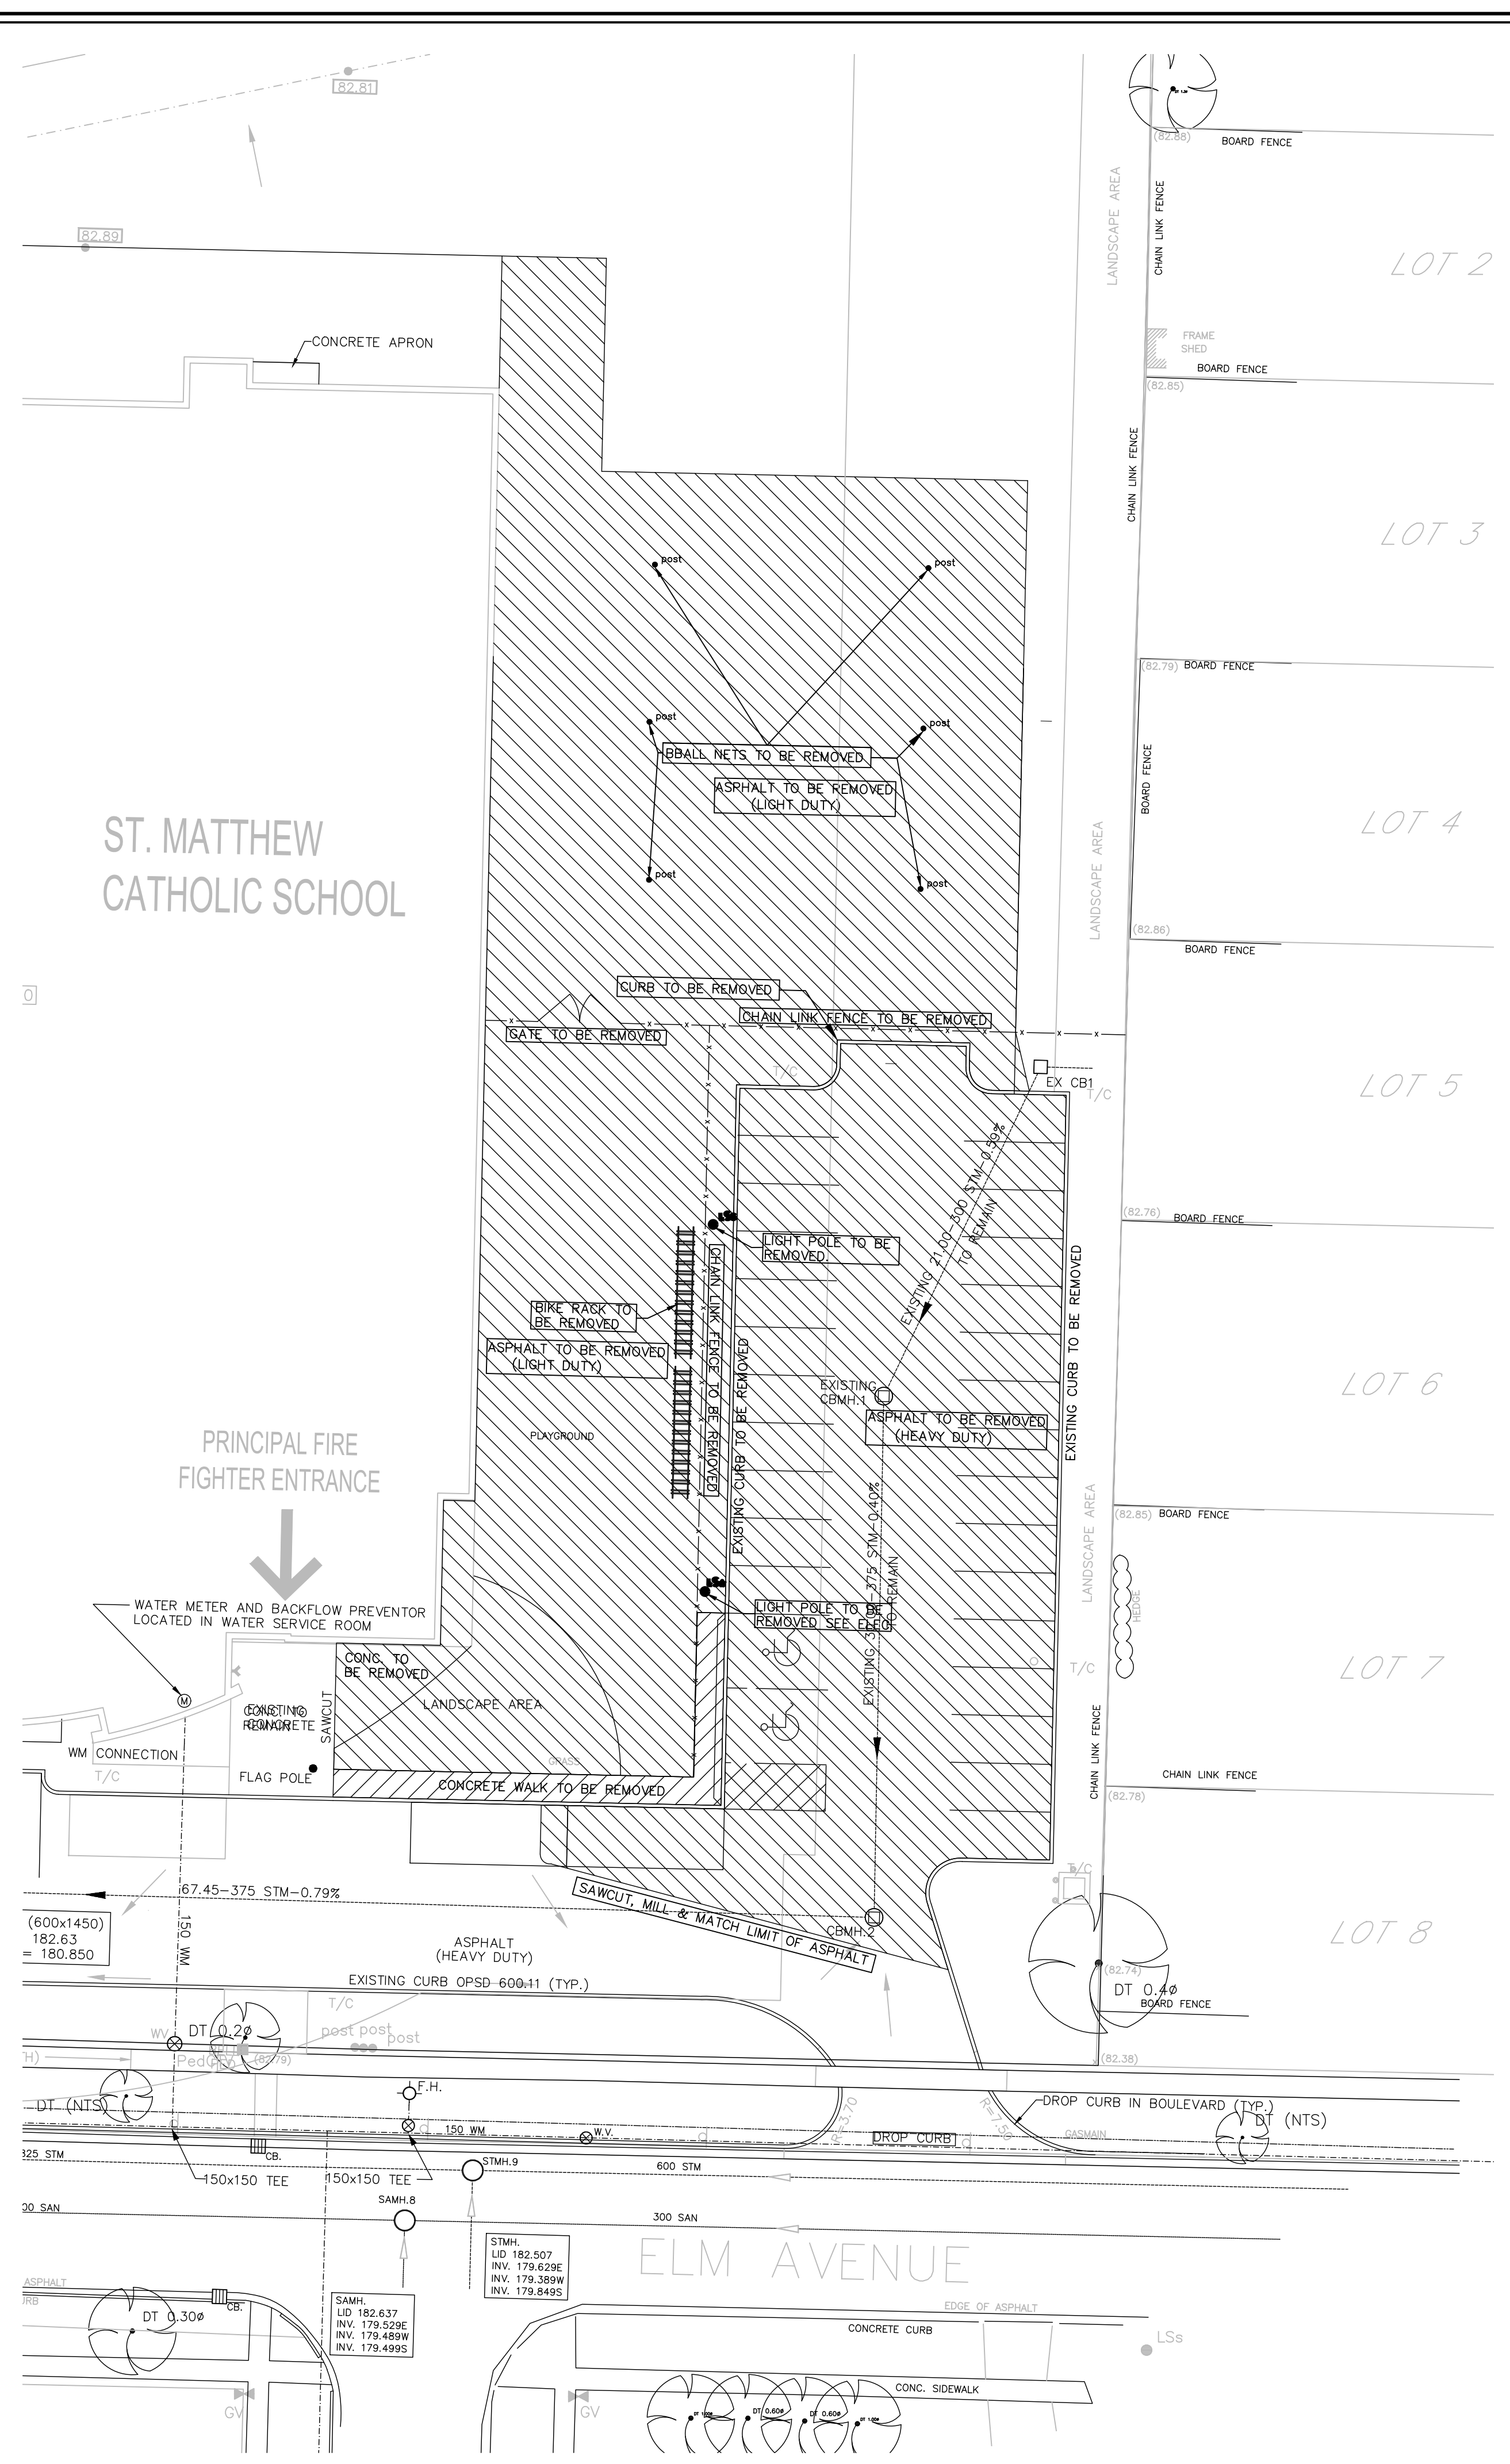 82.81
(82.88)
BOARD FENCE
LANDSCAPE AREA
CHAIN LINK FENCE
82.89
LOT 2
CONCRETE APRON
FRAME
SHED
BOARD FENCE
(82.85)
CHAIN LINK FENCE
LOT 3
post
post
(82.79)
BOARD FENCE
post
post
BBALL NETS TO BE REMOVED
ASPHALT TO BE REMOVED
(LIGHT DUTY)
BOARD FENCE
LOT 4
ST. MATTHEW
CATHOLIC SCHOOL
LANDSCAPE AREA
post
post
(82.86)
BOARD FENCE
CURB TO BE REMOVED
CHAIN LINK FENCE TO BE REMOVED
GATE TO BE REMOVED
T/C
EX CB1
T/C
LOT 5
EXISTING 21.00-300 STM-0.59%
TO REMAIN
(82.76)
BOARD FENCE
LIGHT POLE TO BE
REMOVED.
CHAIN LINK FENCE TO BE REMOVED
EXISTING CURB TO BE REMOVED
EXISTING CURB TO BE REMOVED
BIKE RACK TO
BE REMOVED
ASPHALT TO BE REMOVED
(LIGHT DUTY)
EXISTING
CBMH.1
LOT 6
ASPHALT TO BE REMOVED
(HEAVY DUTY)
PLAYGROUND
PRINCIPAL FIRE
FIGHTER ENTRANCE
LANDSCAPE AREA
(82.85)
BOARD FENCE
HEDGE
WATER METER AND BACKFLOW PREVENTOR
LOCATED IN WATER SERVICE ROOM
LIGHT POLE TO BE
REMOVED SEE ELEC.
TO REMAIN
CONC. TO
BE REMOVED
T/C
LOT 7
M
LANDSCAPE AREA
EXISTING
CONCRETE
CONC. TO
REMAIN
SAWCUT
WM CONNECTION
T/C
FLAG POLE
GRASS
CONCRETE WALK TO BE REMOVED
CHAIN LINK FENCE
CHAIN LINK FENCE
(82.78)
T/C
67.45-375 STM-0.79%
SAWCUT, MILL & MATCH LIMIT OF ASPHALT
CBMH.2
(600x1450)
182.63
= 180.850
150 WM
ASPHALT
(HEAVY DUTY)
LOT 8
(82.74)
DT 0.4ø
BOARD FENCE
EXISTING CURB OPSD 600.11 (TYP.)
T/C
WV
DT 0.2ø
post post
post
(82.79)
(82.38)
F.H.
DT (NTS)
R=3.70
R=7.50
DROP CURB IN BOULEVARD (TYP.)
DT (NTS)
150 WM
W.V.
DROP CURB
GASMAIN
CB.
325 STM
150x150 TEE
150x150 TEE
STMH.9
600 STM
SAMH.8
300 SAN
STMH.
LID 182.507
INV. 179.629E
INV. 179.389W
INV. 179.849S
ELM AVENUE
ASPHALT
SAMH.
LID 182.637
INV. 179.529E
INV. 179.489W
INV. 179.499S
CB.
DT 0.30ø
EDGE OF ASPHALT
CONCRETE CURB
LSs
CONC. SIDEWALK
GV
GV
DT 1.00ø
DT 0.60ø
DT 0.60ø
DT 1.00ø